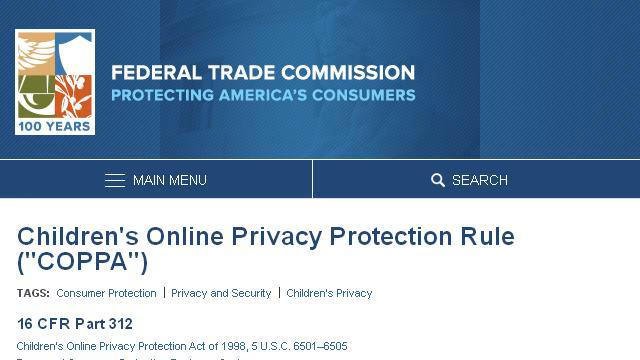 100 YEARS
FEDERAL TRADE COMMISSION
PROTECTING AMERICA'S CONSUMERS
MAIN MENU
SEARCH
Children's Online Privacy Protection Rule
("COPPA")
TAGS: Consumer Protection | Privacy and Security | Children's Privacy
16 CFR Part 312
Children's Online Privacy Protection Act of 1998, 5 U.S.C. 6501–6505